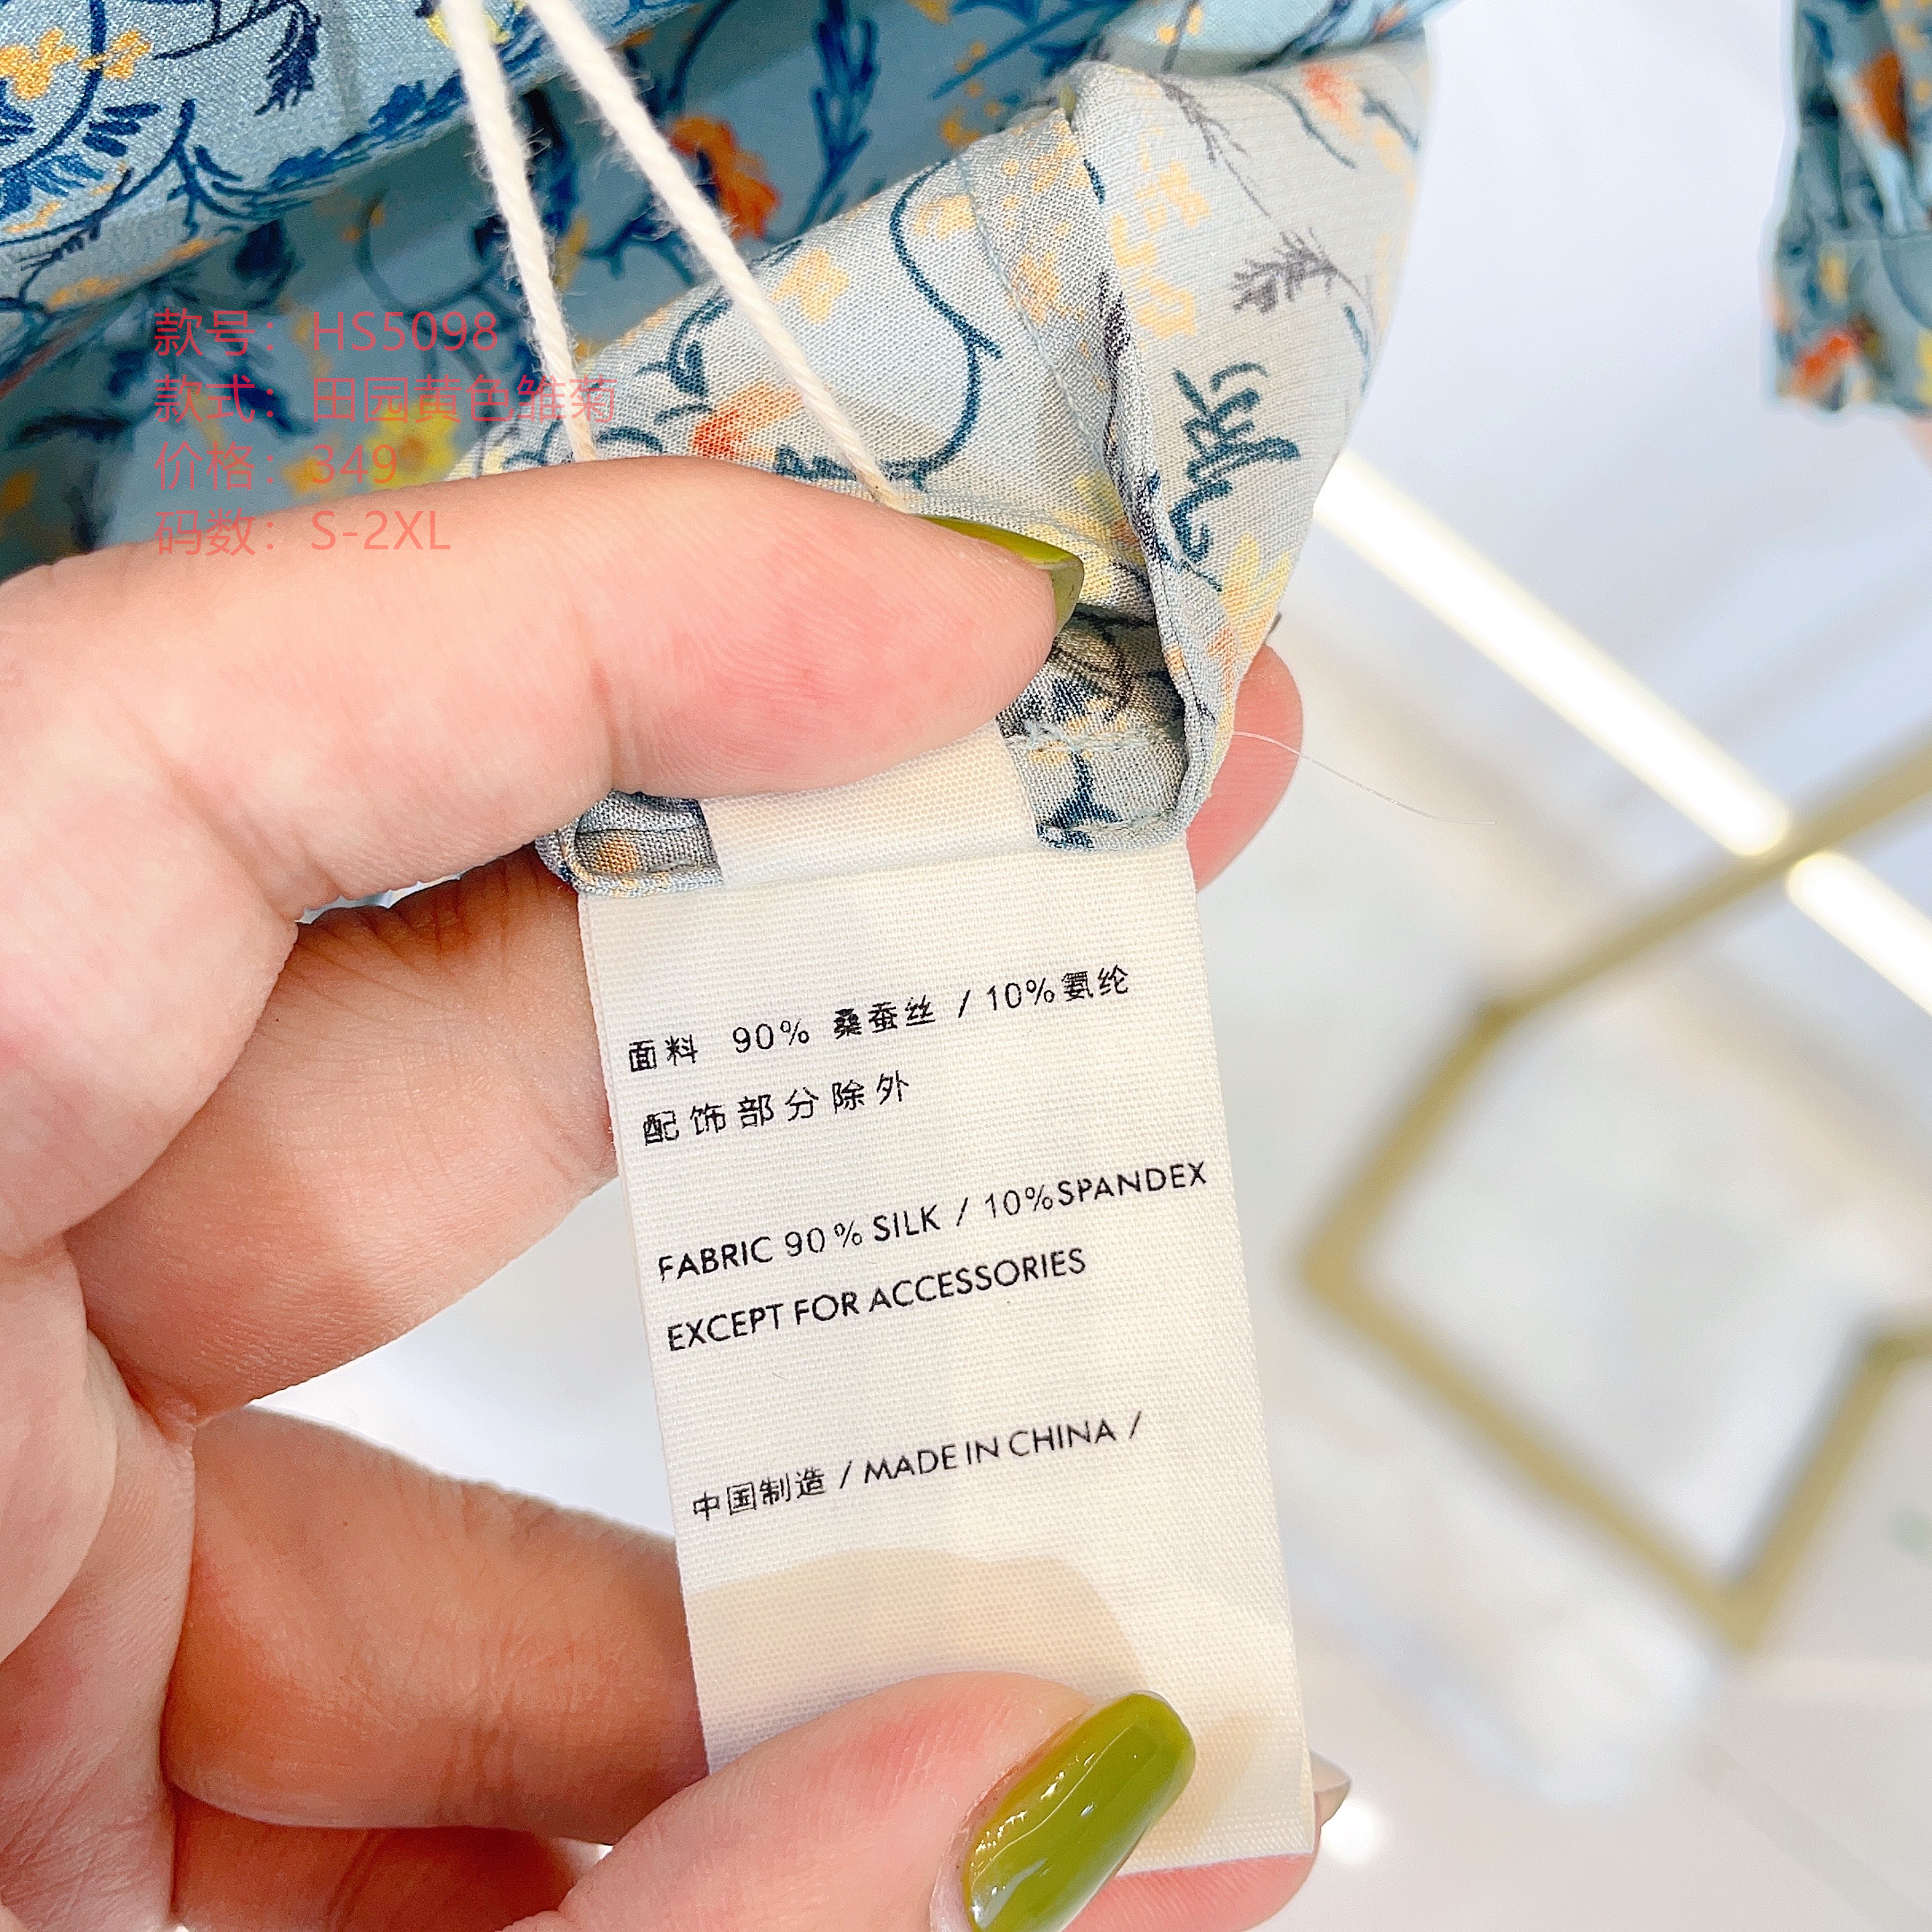 款号：HS5098
款式：田园黄色雏菊
价格：349
码数：S-2XL
面料 90% 桑蚕丝 / 10%氨纶
配饰部分除外
FABRIC 90% SILK / 10%SPANDEX
EXCEPT FOR ACCESSORIES
中国制造 / MADE IN CHINA /